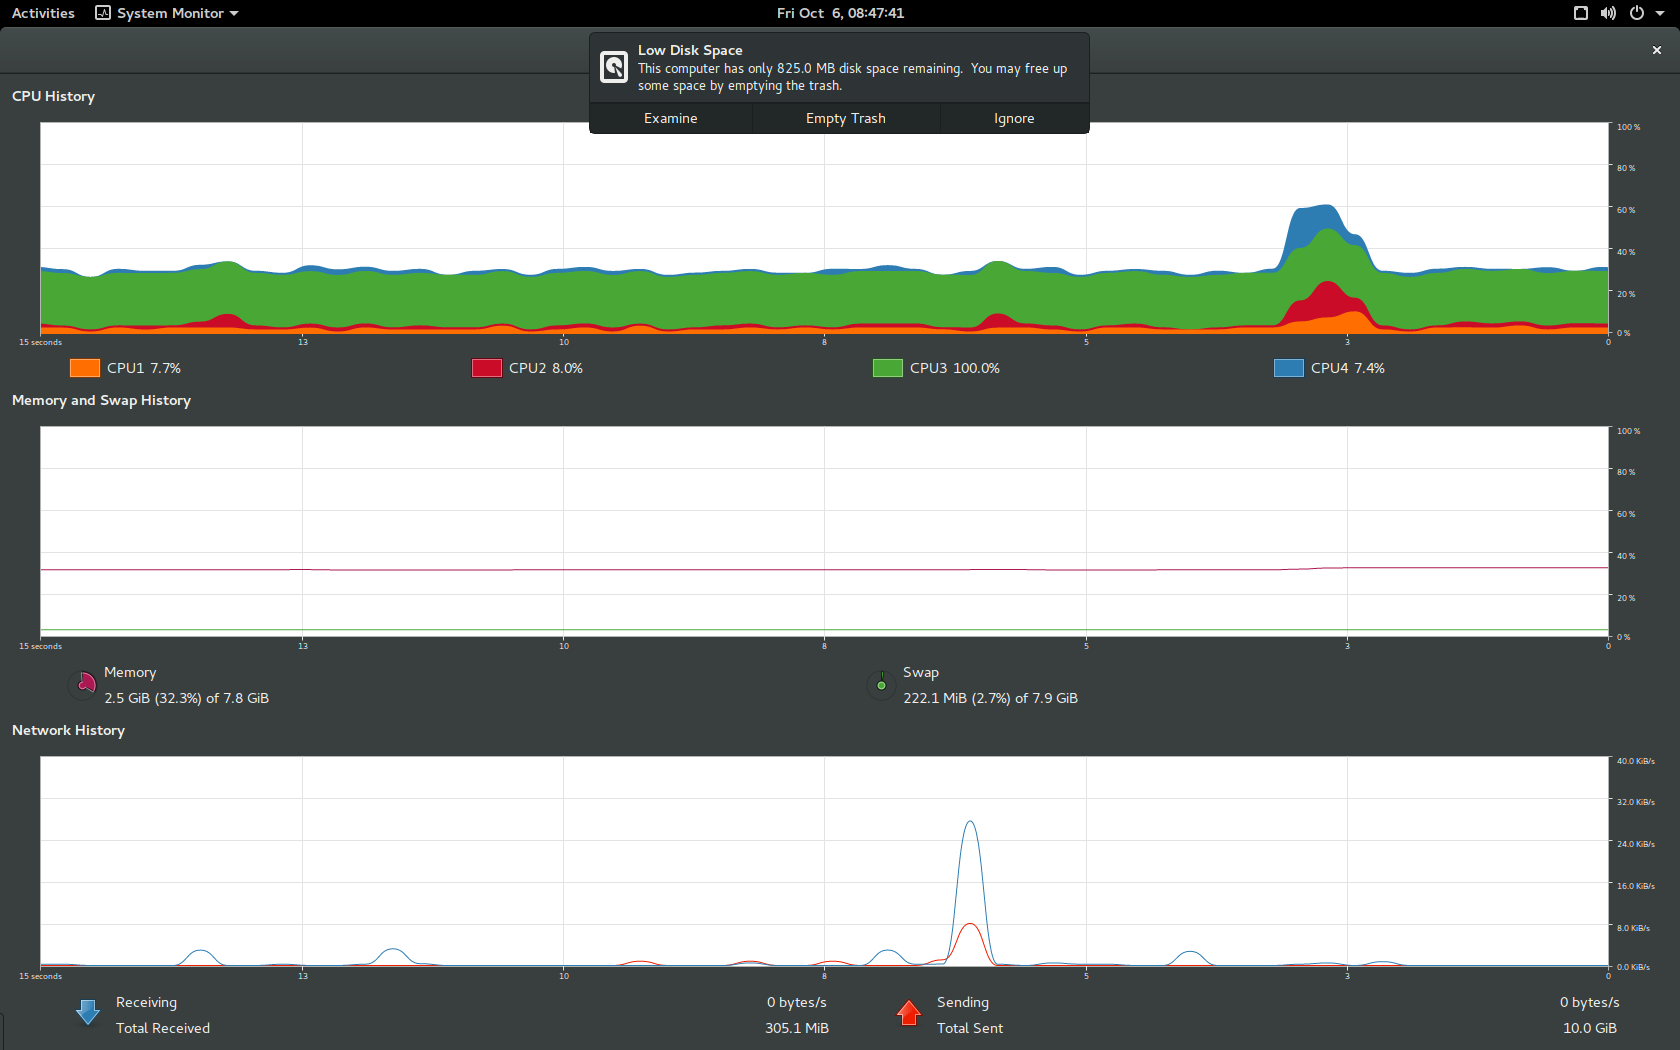 Activities System Monitor Fri Oct 6, 08:47:41
Low Disk Space
This computer has only 825.0 MB disk space remaining. You may free up
some space by emptying the trash.
Examine Empty Trash Ignore
CPU History
100 %
80 %
60 %
40 %
20 %
0 %
15 seconds 13 10 8 5 3 0
CPU1 7.7% CPU2 8.0% CPU3 100.0% CPU4 7.4%
Memory and Swap History
100 %
80 %
60 %
40 %
20 %
0 %
15 seconds 13 10 8 5 3 0
Memory Swap
2.5 GiB (32.3%) of 7.8 GiB 222.1 MiB (2.7%) of 7.9 GiB
Network History
40.0 KiB/s
32.0 KiB/s
24.0 KiB/s
16.0 KiB/s
8.0 KiB/s
0.0 KiB/s
15 seconds 13 10 8 5 3 0
Receiving 0 bytes/s Sending 0 bytes/s
Total Received 305.1 MiB Total Sent 10.0 GiB